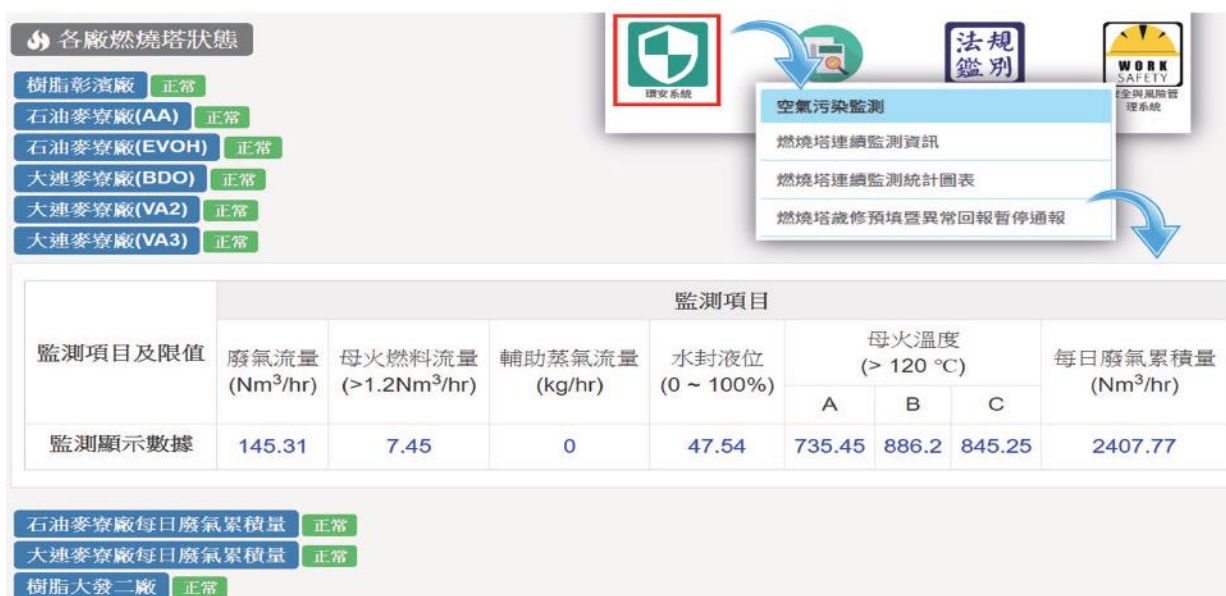 各廠燃燒塔狀態
樹脂彰濱廠 正常
石油麥寮廠(AA) 正常
石油麥寮廠(EVOH) 正常
大連麥寮廠(BDO) 正常
大連麥寮廠(VA2) 正常
大連麥寮廠(VA3) 正常
環安系統
法規
鑑別
WORK
SAFETY
全與風險管
理系統
空氣污染監測
燃燒塔連續監測資訊
燃燒塔連續監測統計圖表
燃燒塔歲修預填暨異常回報暫停通報
監測項目及限值
監測項目
廢氣流量
(Nm³/hr)
母火燃料流量
(>1.2Nm³/hr)
輔助蒸氣流量
(kg/hr)
水封液位
(0 ~ 100%)
母火溫度
(> 120 ℃)
A B C
每日廢氣累積量
(Nm³/hr)
監測顯示數據 145.31 7.45 0 47.54 735.45 886.2 845.25 2407.77
石油麥寮廠每日廢氣累積量 正常
大連麥寮廠每日廢氣累積量 正常
樹脂大發二廠 正常